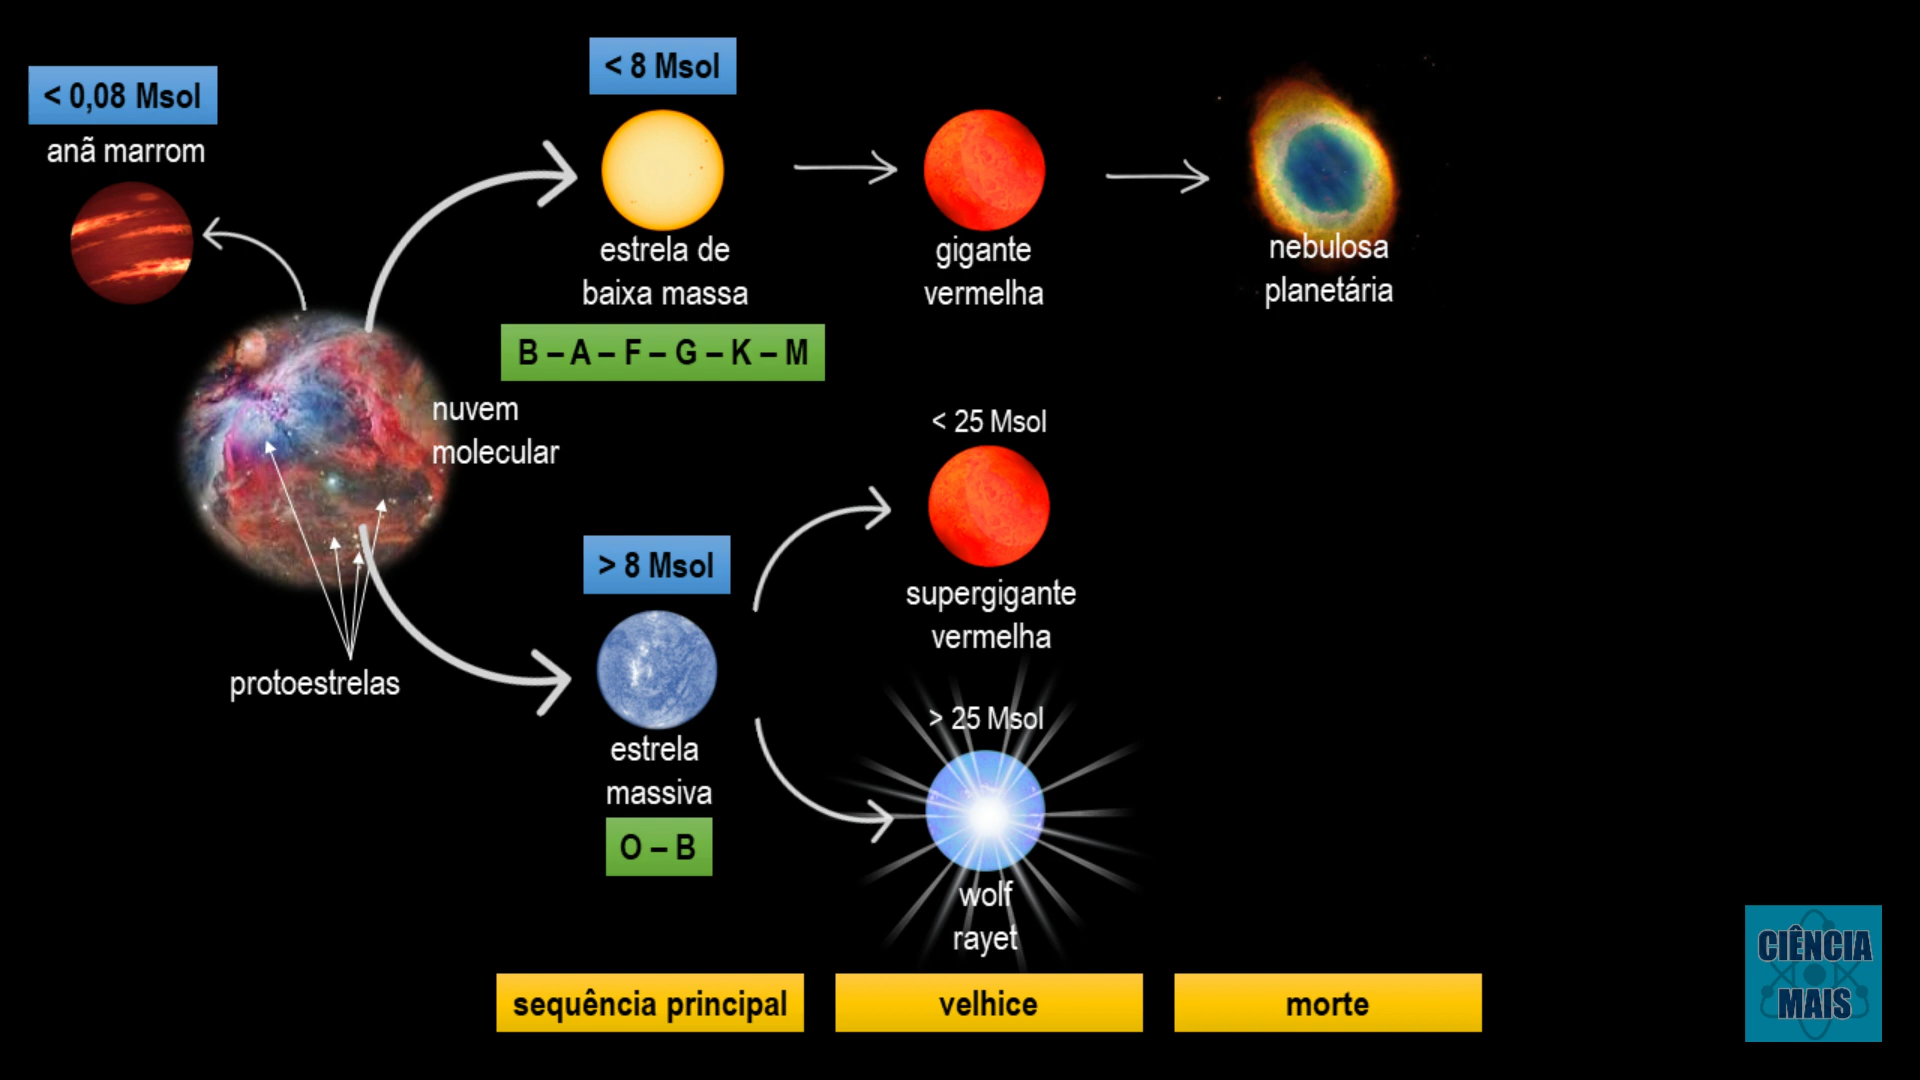 < 0,08 Msol
anã marrom
< 8 Msol
estrela de
baixa massa
B – A – F – G – K – M
gigante
vermelha
nebulosa
planetária
nuvem
molecular
protoestrelas
> 8 Msol
estrela
massiva
O – B
< 25 Msol
supergigante
vermelha
> 25 Msol
wolf
rayet
sequência principal
velhice
morte
CIÊNCIA
MAIS